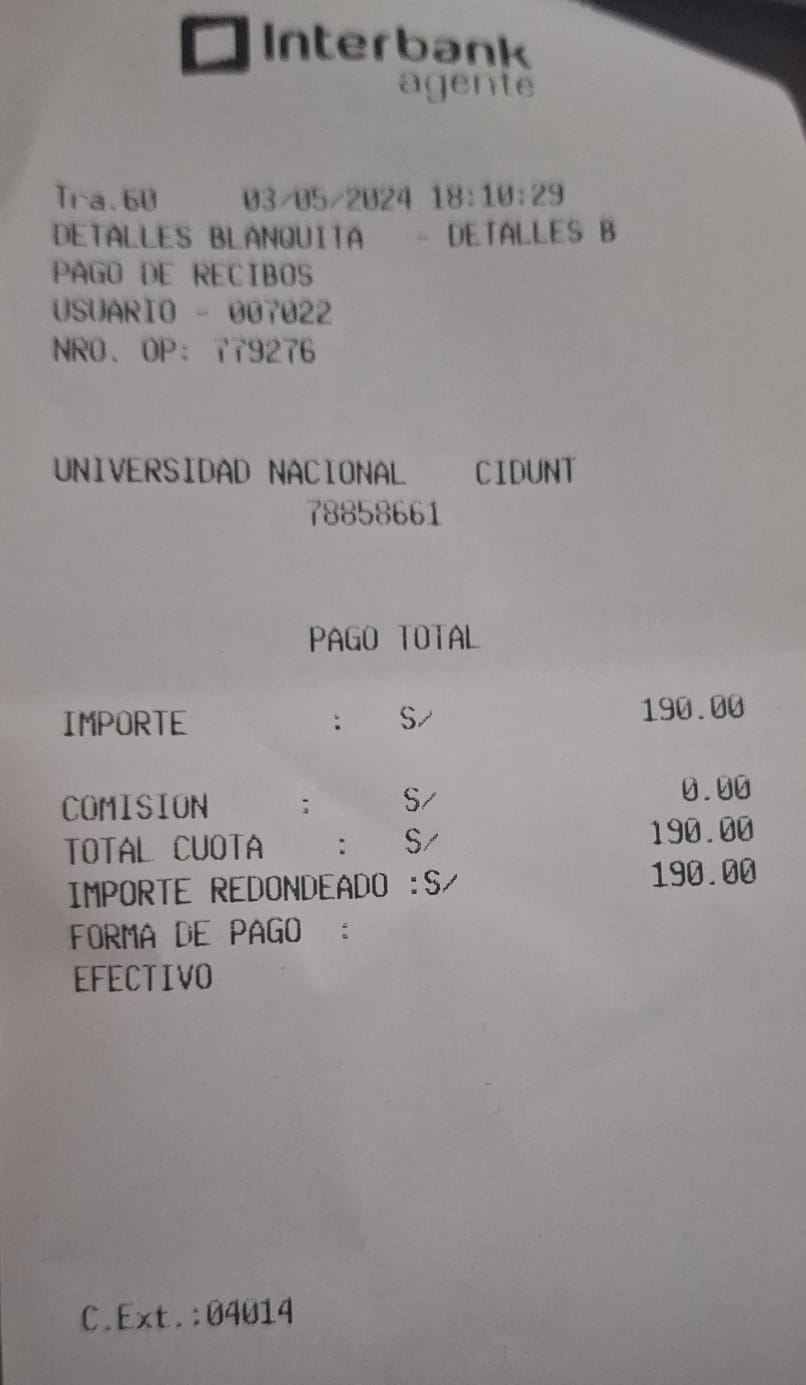 Interbank
agente
Tra.60 03/05/2024 18:10:29
DETALLES BLANQUITA - DETALLES B
PAGO DE RECIBOS
USUARIO - 007022
NRO. OP: 779276
UNIVERSIDAD NACIONAL CIDUNT
78858661
PAGO TOTAL
IMPORTE : S/ 190.00
COMISION : S/ 0.00
TOTAL CUOTA : S/ 190.00
IMPORTE REDONDEADO :S/ 190.00
FORMA DE PAGO :
EFECTIVO
C.Ext.:04014